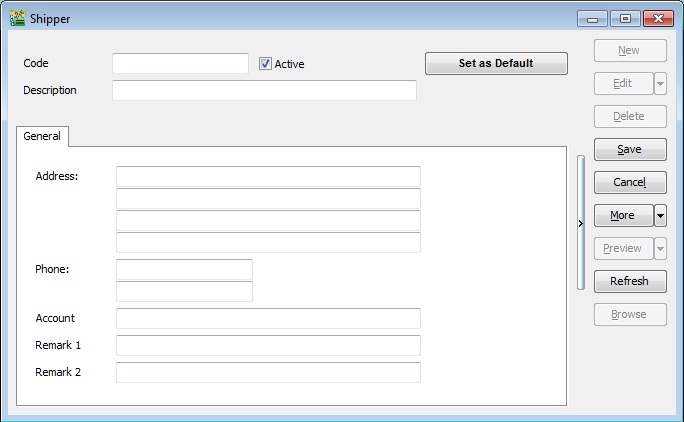 Shipper
Code
Active
Set as Default
Description
General
Address:
Phone:
Account
Remark 1
Remark 2
New
Edit
Delete
Save
Cancel
More
Preview
Refresh
Browse